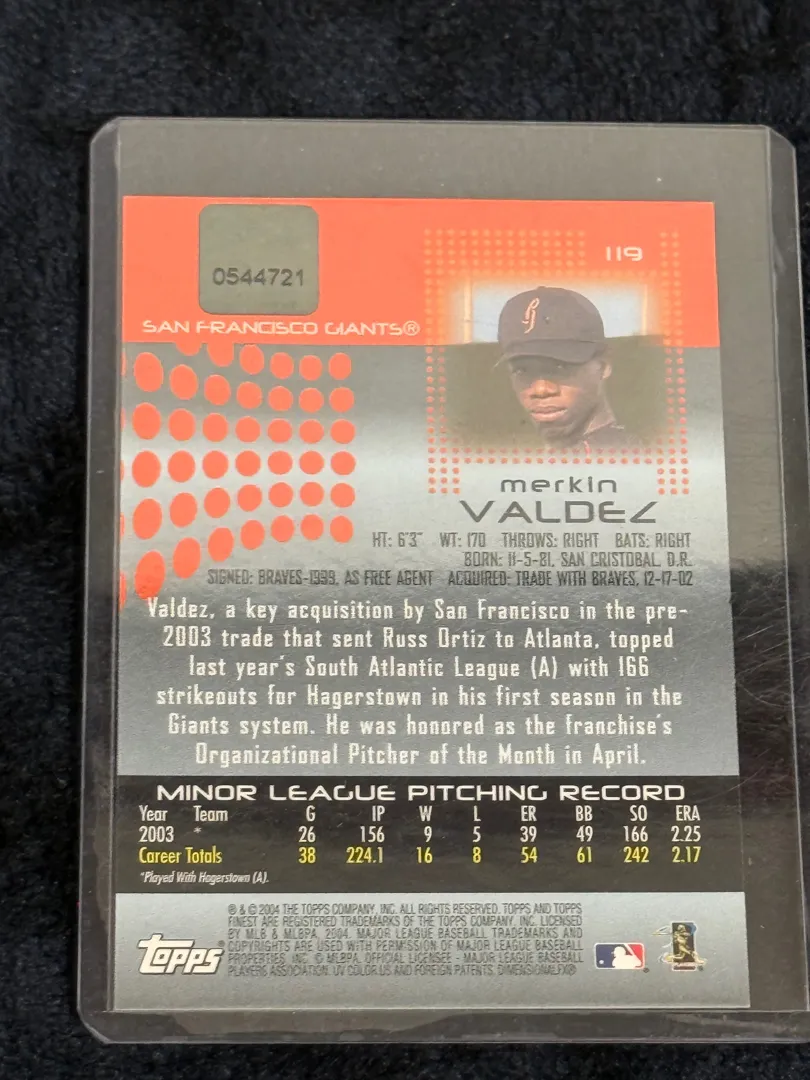 119
0544721
SAN FRANCISCO GIANTS®
merkin
VALDEZ
HT: 6'3" WT: 170 THROWS: RIGHT BATS: RIGHT
BORN: 11-5-81, SAN CRISTOBAL, D.R.
SIGNED: BRAVES-1999, AS FREE AGENT ACQUIRED: TRADE WITH BRAVES, 12-17-02
Valdez, a key acquisition by San Francisco in the pre-
2003 trade that sent Russ Ortiz to Atlanta, topped
last year's South Atlantic League (A) with 166
strikeouts for Hagerstown in his first season in the
Giants system. He was honored as the franchise's
Organizational Pitcher of the Month in April.
MINOR LEAGUE PITCHING RECORD
Year Team G IP W L ER BB SO ERA
2003 * 26 156 9 5 39 49 166 2.25
Career Totals 38 224.1 16 8 54 61 242 2.17
*Played With Hagerstown (A).
® & © 2004 THE TOPPS COMPANY, INC. ALL RIGHTS RESERVED. TOPPS AND TOPPS
FINEST ARE REGISTERED TRADEMARKS OF THE TOPPS COMPANY, INC. LICENSED
BY MLB & MLBPA, 2004. MAJOR LEAGUE BASEBALL TRADEMARKS AND
COPYRIGHTS ARE USED WITH PERMISSION OF MAJOR LEAGUE BASEBALL
PROPERTIES, INC. © MLBPA. OFFICIAL LICENSEE - MAJOR LEAGUE BASEBALL
PLAYERS ASSOCIATION. UV COLOR US AND FOREIGN PATENTS. DIMENSIONALFX®
TOPPS®